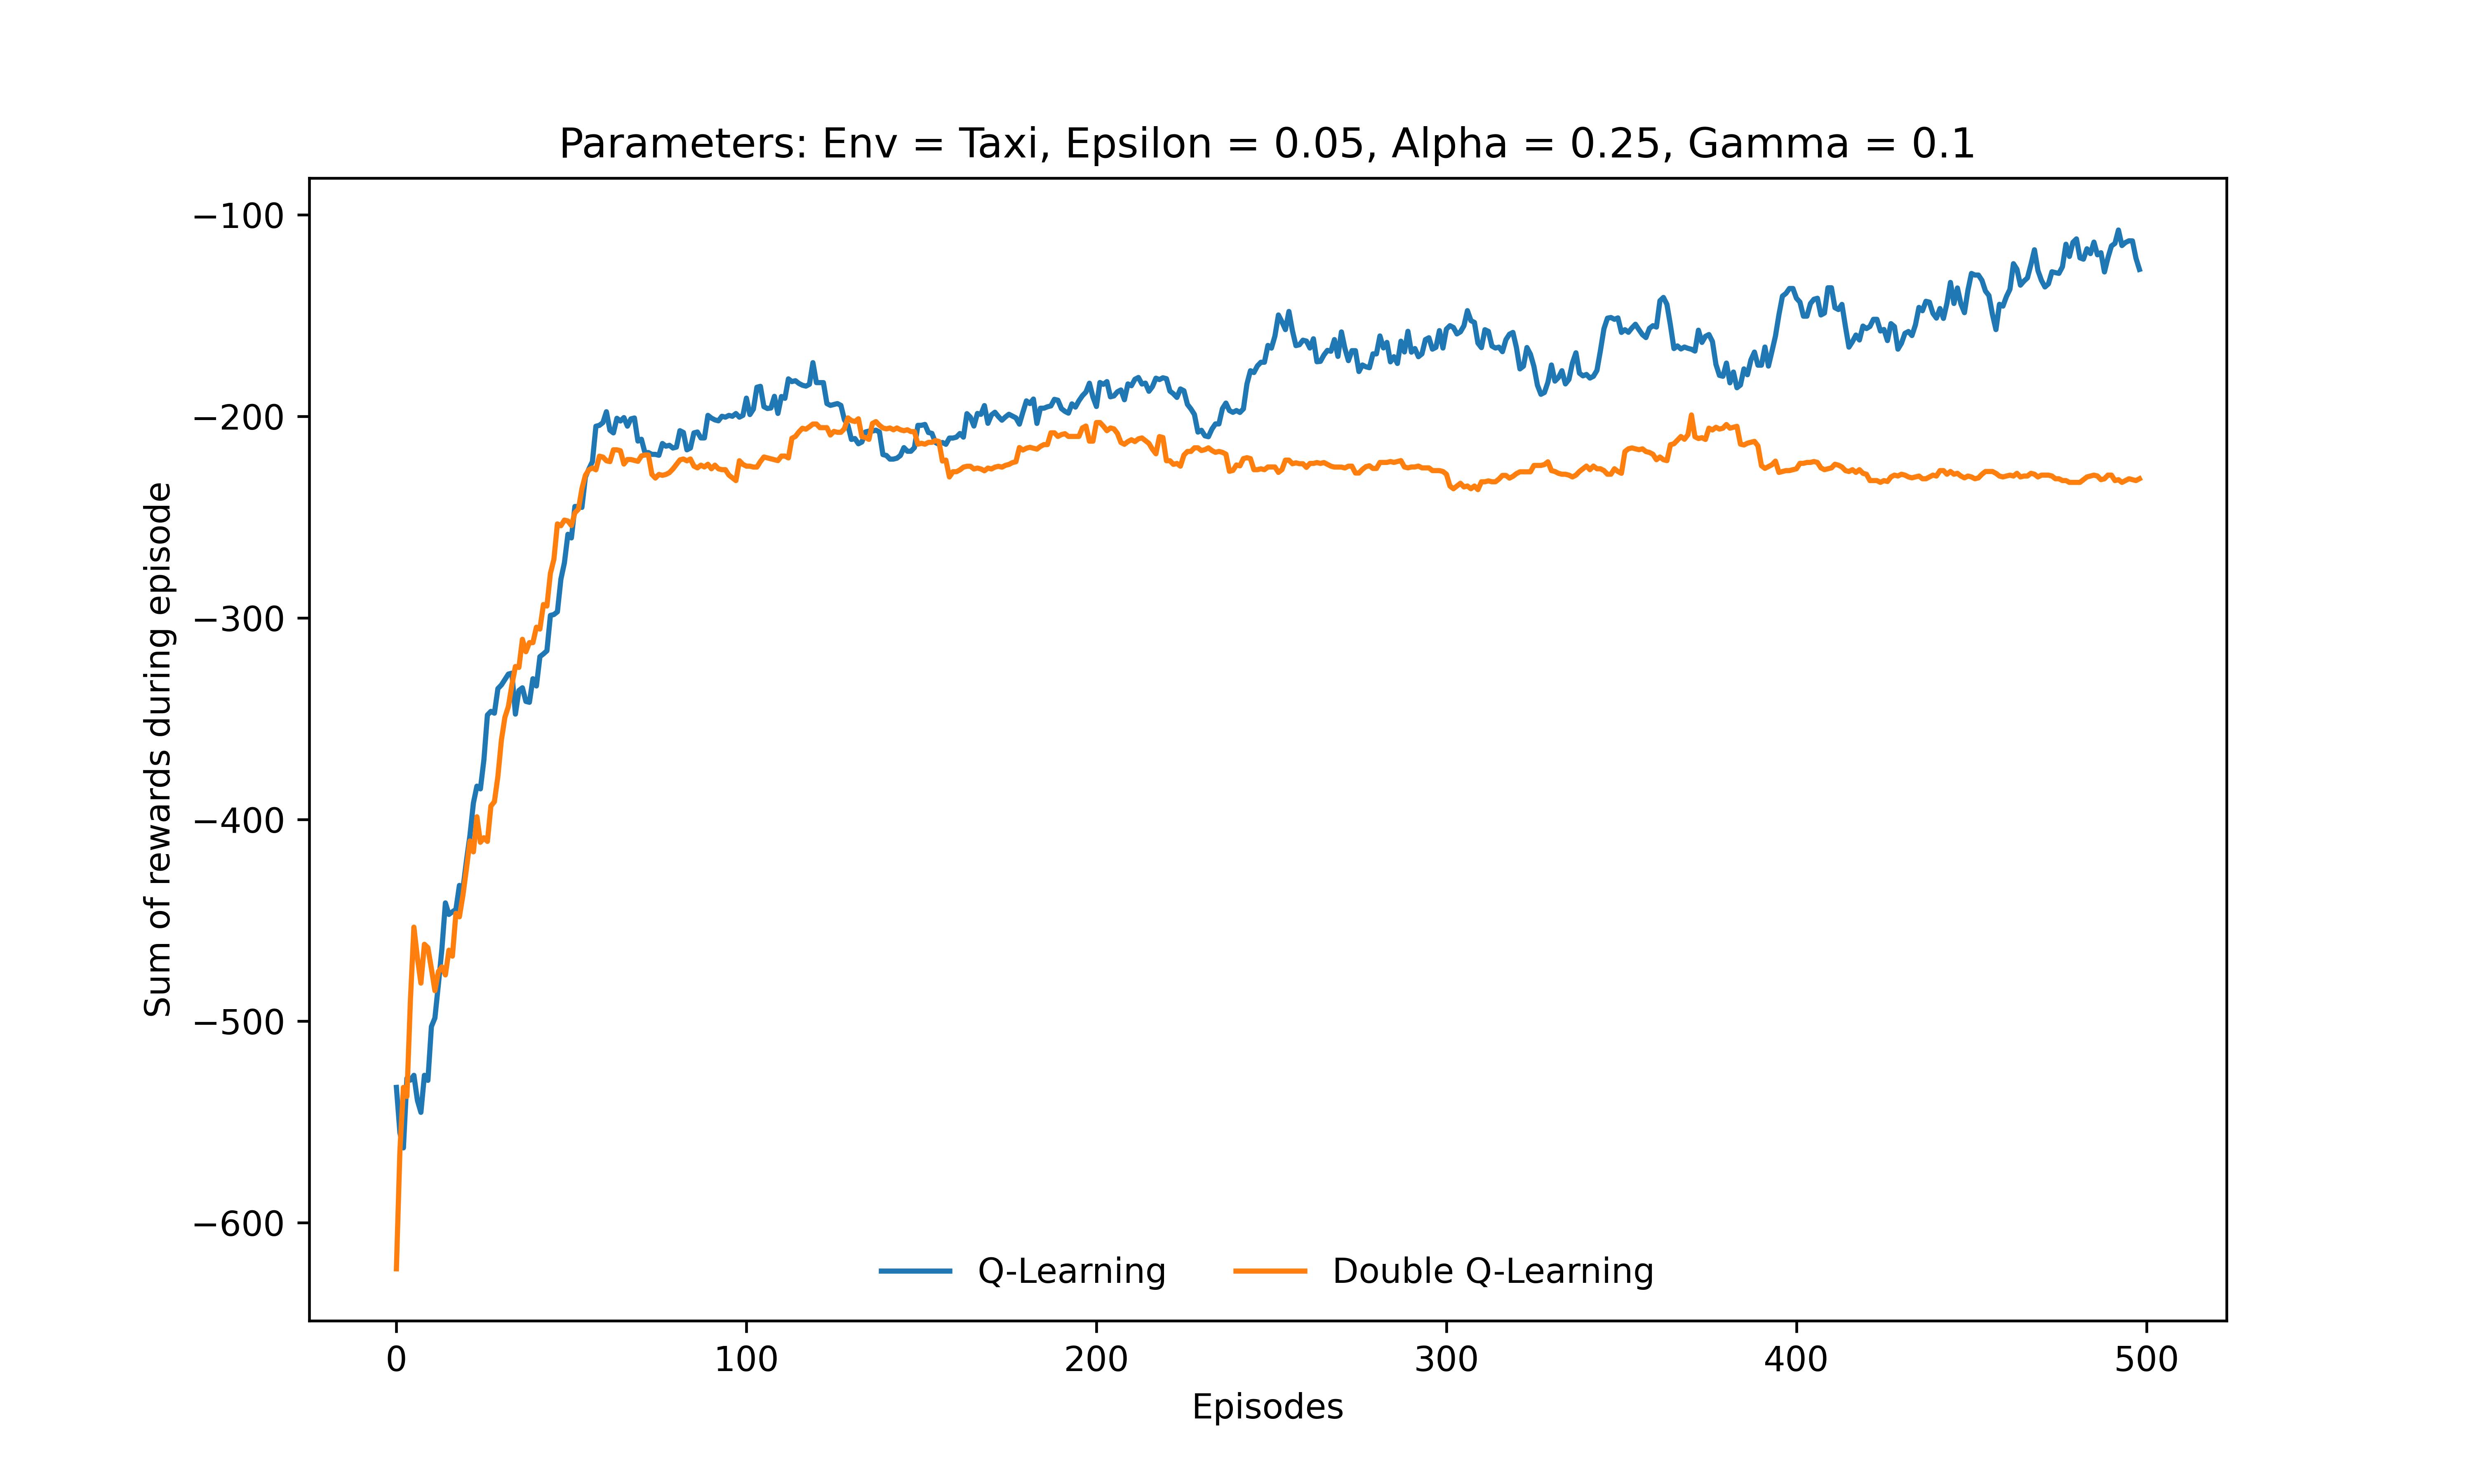 Parameters: Env = Taxi, Epsilon = 0.05, Alpha = 0.25, Gamma = 0.1
Sum of rewards during episode
−100
−200
−300
−400
−500
−600
Q-Learning
Double Q-Learning
0
100
200
300
400
500
Episodes